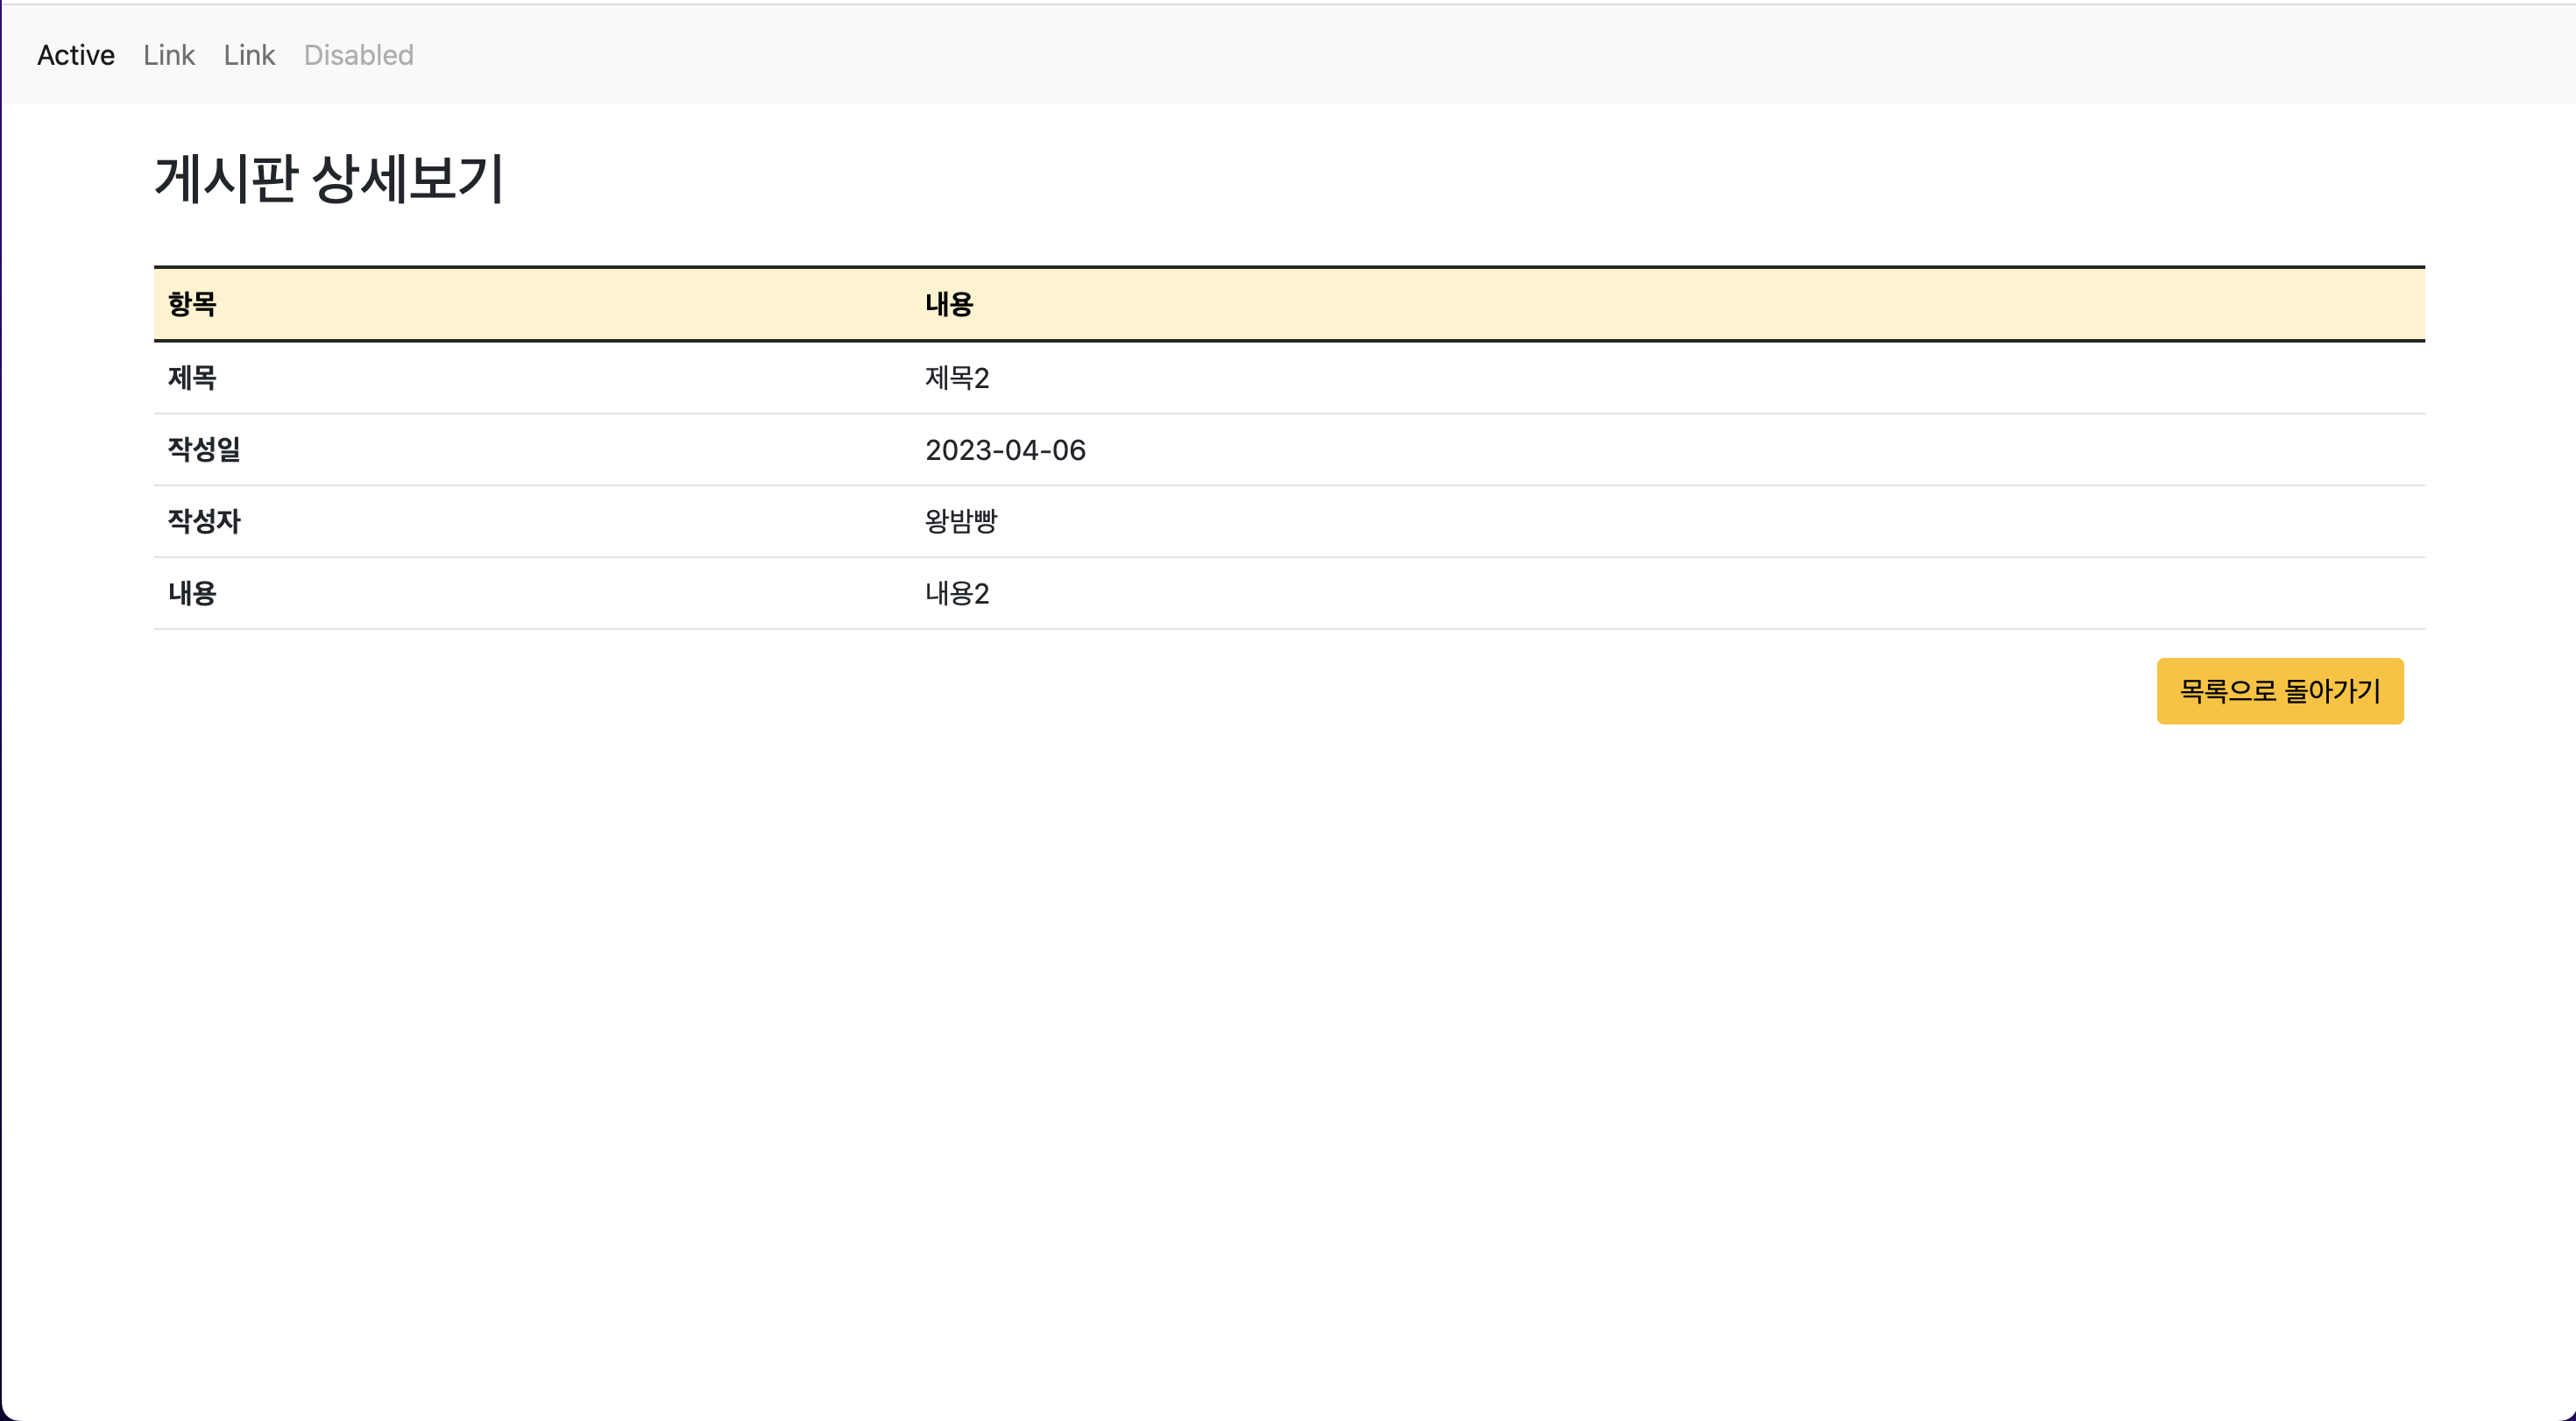 Active Link Link Disabled
게시판 상세보기
항목 내용
제목 제목2
작성일 2023-04-06
작성자 왕밤빵
내용 내용2
목록으로 돌아가기